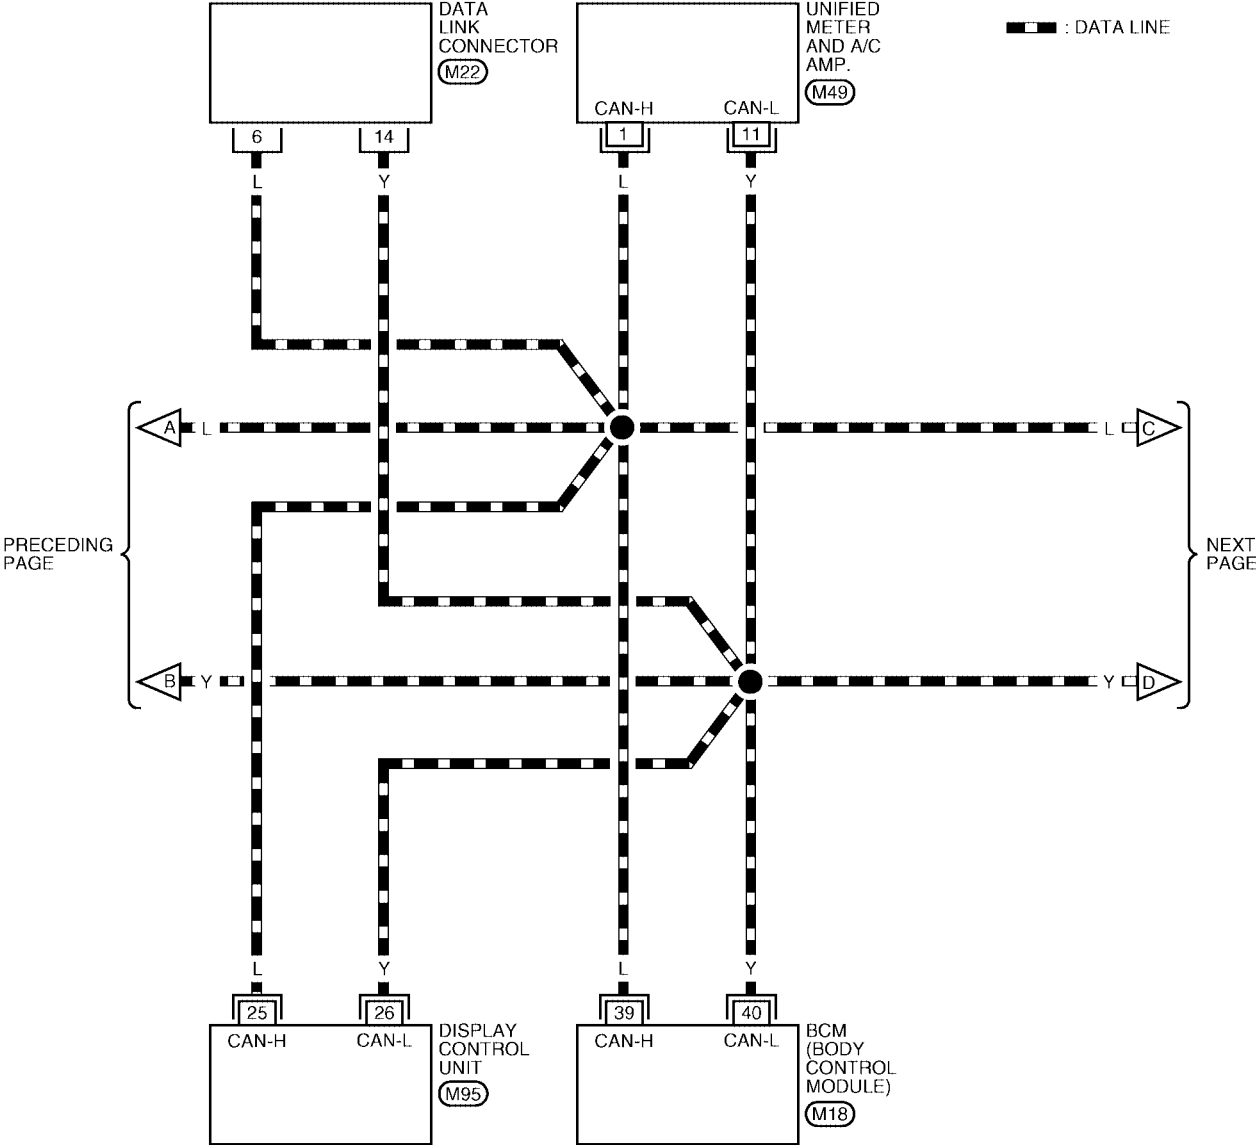 DATA
LINK
CONNECTOR
M22
UNIFIED
METER
AND A/C
AMP.
M49
: DATA LINE
CAN-H CAN-L
6 14 1 11
L Y L Y
A L L C
PRECEDING
PAGE
NEXT
PAGE
B Y Y D
L Y L Y
25 26 39 40
CAN-H CAN-L CAN-H CAN-L
DISPLAY
CONTROL
UNIT
M95
BCM
(BODY
CONTROL
MODULE)
M18